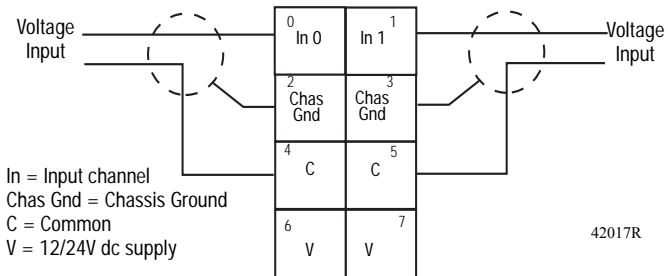 Voltage
Input
0
In 0
1
In 1
Voltage
Input
2
Chas
Gnd
3
Chas
Gnd
4
C
5
C
In = Input channel
Chas Gnd = Chassis Ground
C = Common
V = 12/24V dc supply
6
V
7
V
42017R